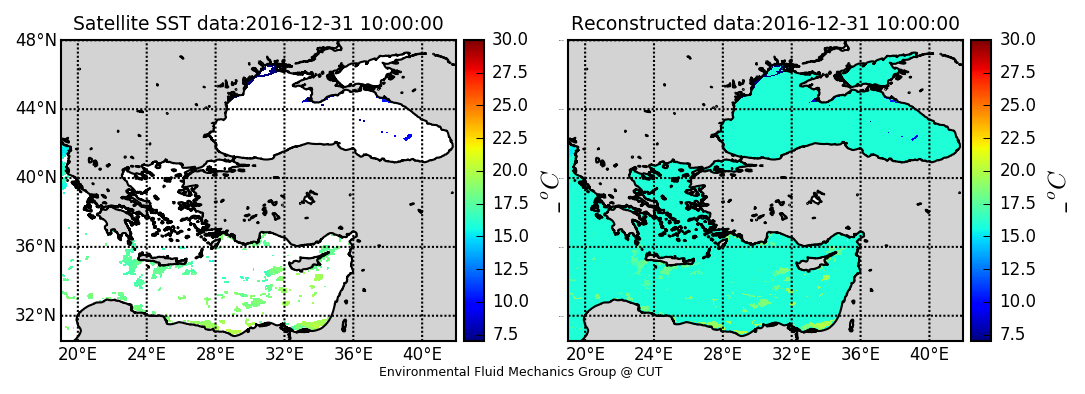 Satellite SST data:2016-12-31 10:00:00
48°N
44°N
40°N
36°N
32°N
20°E 24°E 28°E 32°E 36°E 40°E
30.0
27.5
25.0
22.5
20.0
17.5
15.0
12.5
10.0
7.5
_°C
Reconstructed data:2016-12-31 10:00:00
20°E 24°E 28°E 32°E 36°E 40°E
30.0
27.5
25.0
22.5
20.0
17.5
15.0
12.5
10.0
7.5
_°C
Environmental Fluid Mechanics Group @ CUT